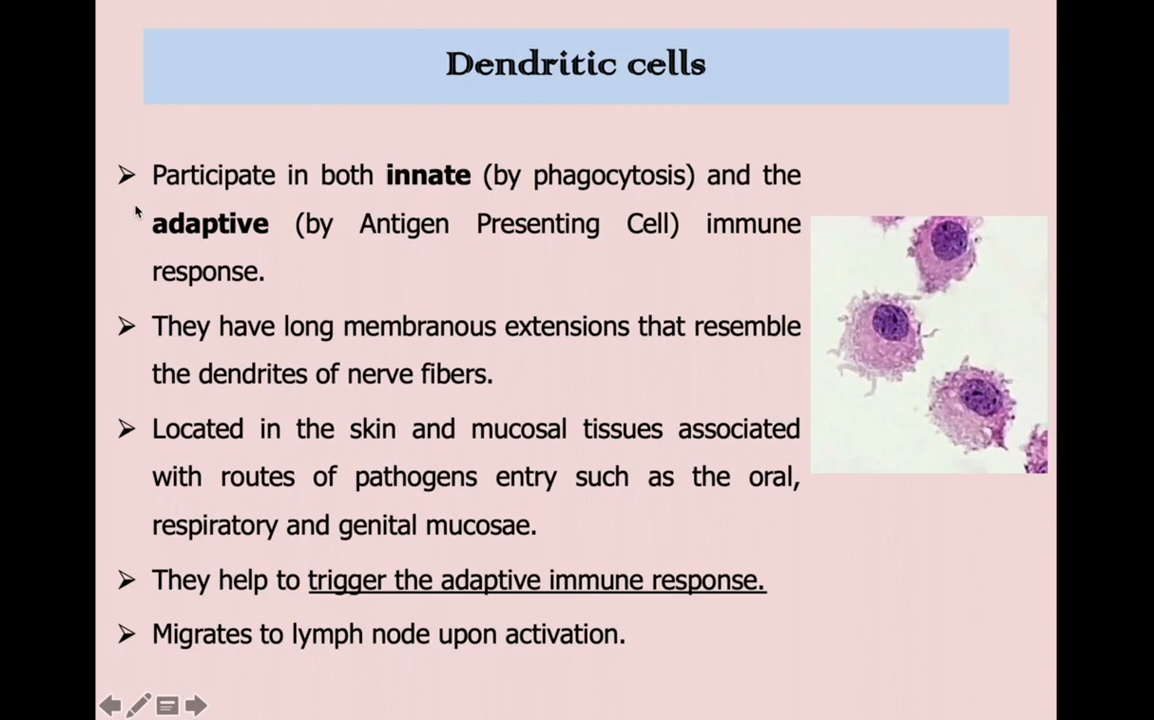 Dendritic cells
➢ Participate in both innate (by phagocytosis) and the
adaptive (by Antigen Presenting Cell) immune
response.
➢ They have long membranous extensions that resemble
the dendrites of nerve fibers.
➢ Located in the skin and mucosal tissues associated
with routes of pathogens entry such as the oral,
respiratory and genital mucosae.
➢ They help to trigger the adaptive immune response.
➢ Migrates to lymph node upon activation.